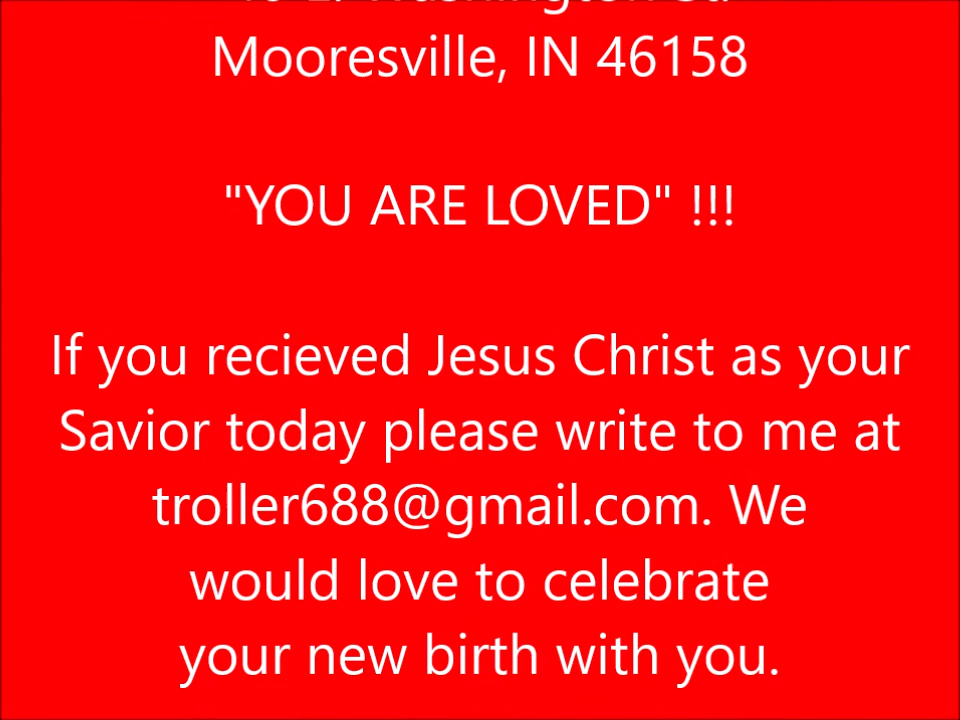 Mooresville, IN 46158
"YOU ARE LOVED" !!!
If you recieved Jesus Christ as your
Savior today please write to me at
troller688@gmail.com. We
would love to celebrate
your new birth with you.